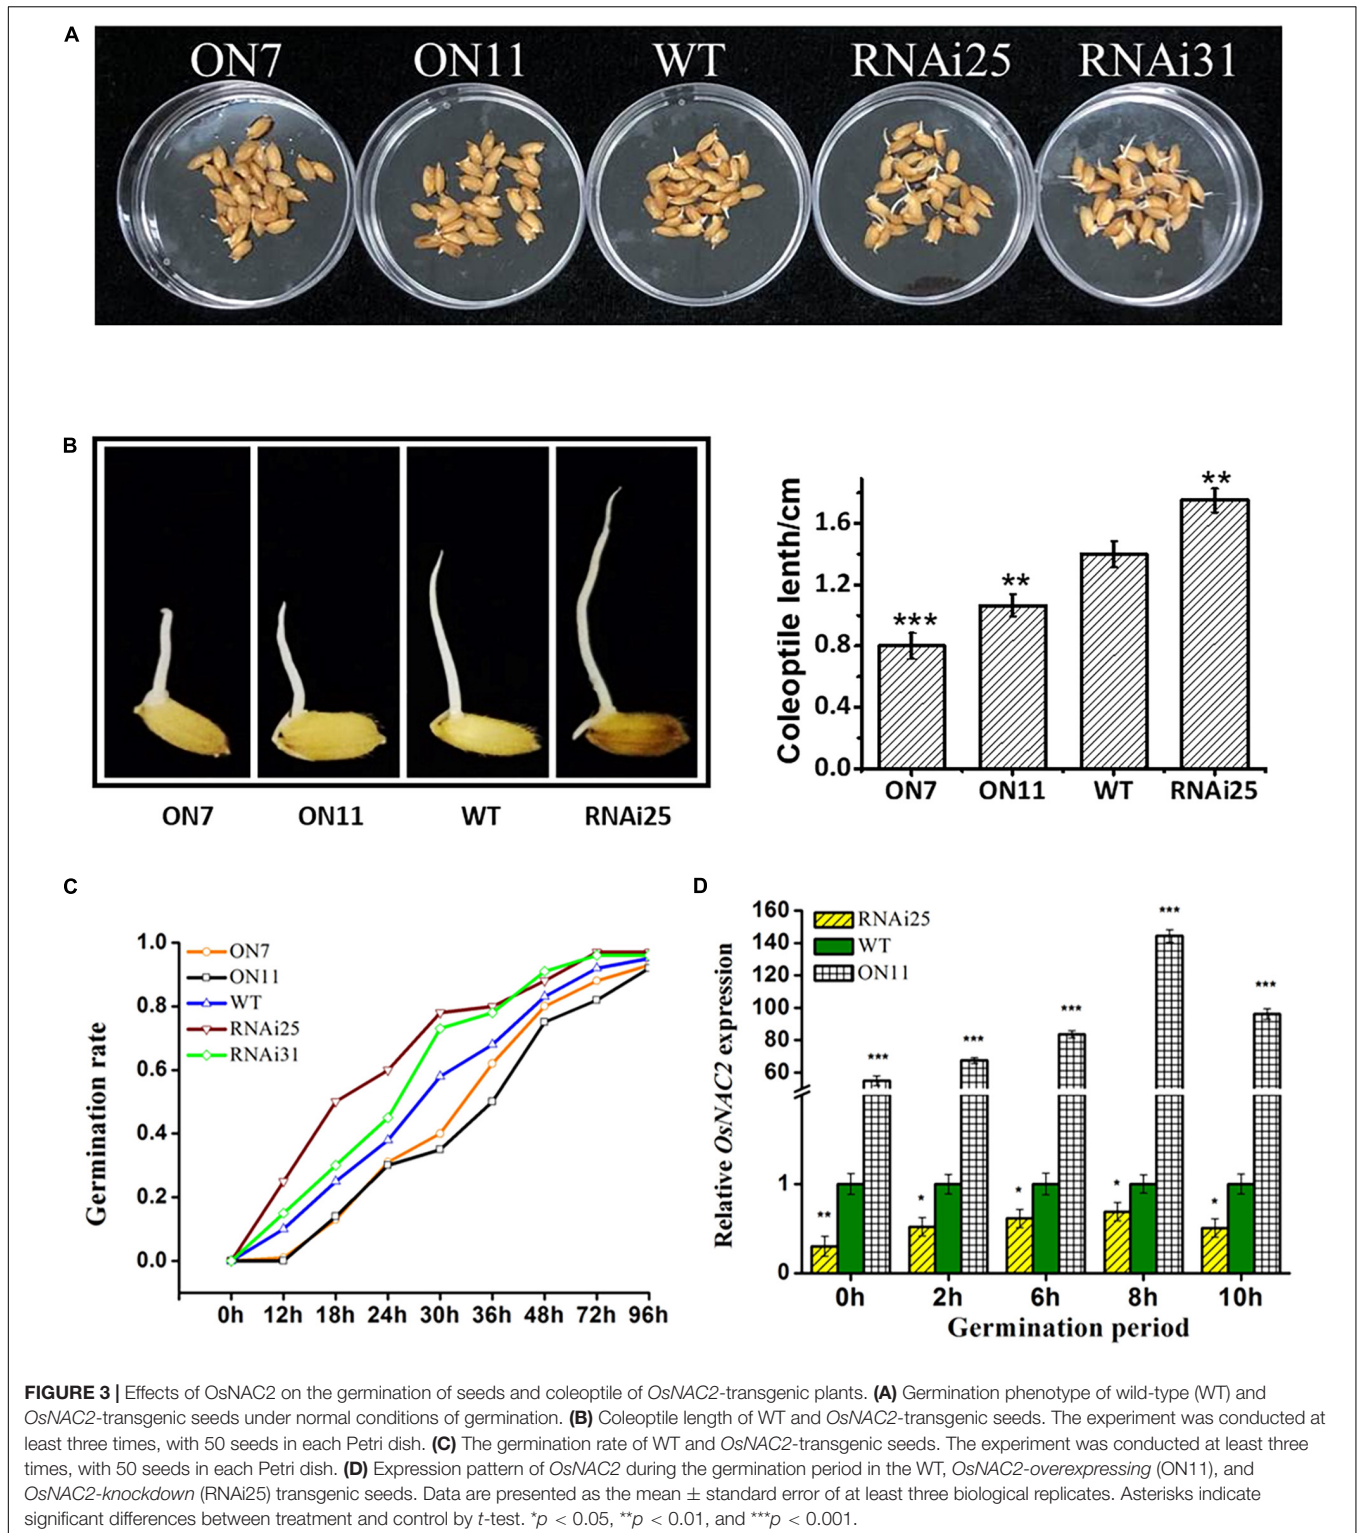 A
ON7 ON11 WT RNAi25 RNAi31
B
ON7 ON11 WT RNAi25
Coleoptile lenth/cm
1.6
1.2
0.8
0.4
0.0
***
**
**
ON7 ON11 WT RNAi25
C
Germination rate
1.0
0.8
0.6
0.4
0.2
0.0
ON7
ON11
WT
RNAi25
RNAi31
0h 12h 18h 24h 30h 36h 48h 72h 96h
D
Relative OsNAC2 expression
160
140
120
100
80
60
1
0
RNAi25
WT
ON11
** *** * *** * *** * *** * ***
0h 2h 6h 8h 10h
Germination period
FIGURE 3 | Effects of OsNAC2 on the germination of seeds and coleoptile of OsNAC2-transgenic plants. (A) Germination phenotype of wild-type (WT) and
OsNAC2-transgenic seeds under normal conditions of germination. (B) Coleoptile length of WT and OsNAC2-transgenic seeds. The experiment was conducted at
least three times, with 50 seeds in each Petri dish. (C) The germination rate of WT and OsNAC2-transgenic seeds. The experiment was conducted at least three
times, with 50 seeds in each Petri dish. (D) Expression pattern of OsNAC2 during the germination period in the WT, OsNAC2-overexpressing (ON11), and
OsNAC2-knockdown (RNAi25) transgenic seeds. Data are presented as the mean ± standard error of at least three biological replicates. Asterisks indicate
significant differences between treatment and control by t-test. *p < 0.05, **p < 0.01, and ***p < 0.001.